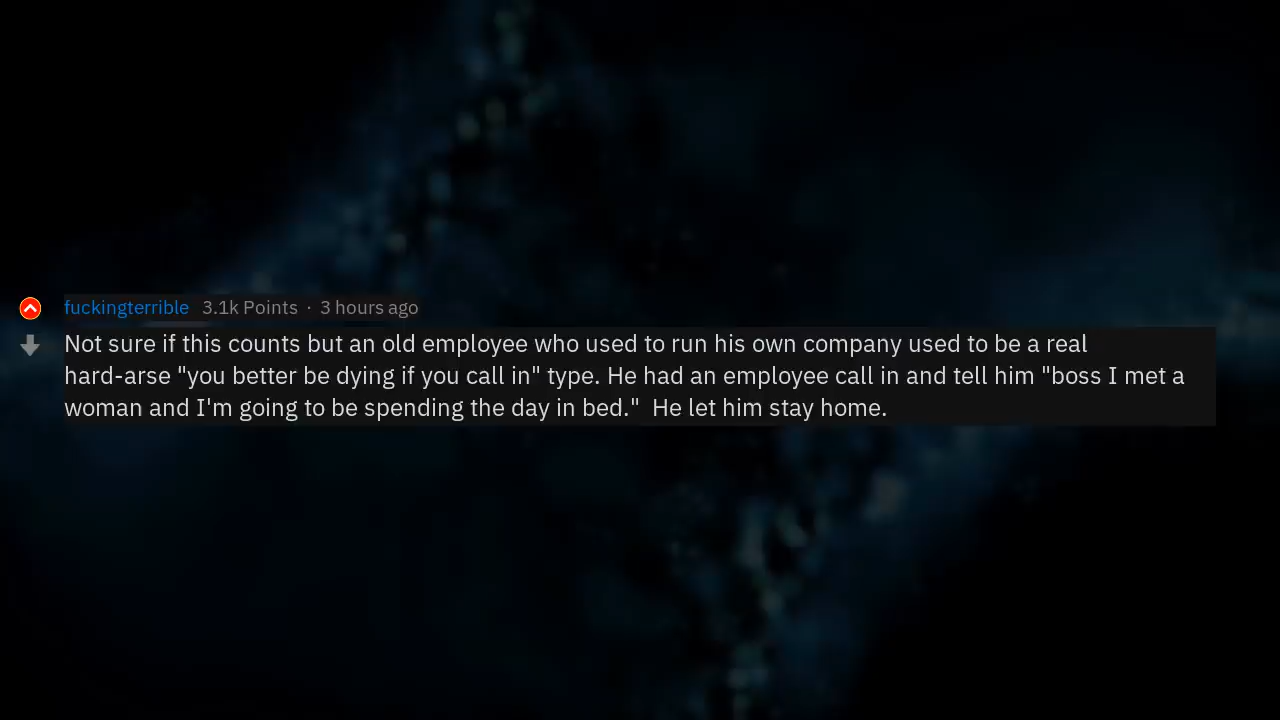 fuckingterrible 3.1k Points · 3 hours ago
Not sure if this counts but an old employee who used to run his own company used to be a real
hard-arse "you better be dying if you call in" type. He had an employee call in and tell him "boss I met a
woman and I'm going to be spending the day in bed."  He let him stay home.